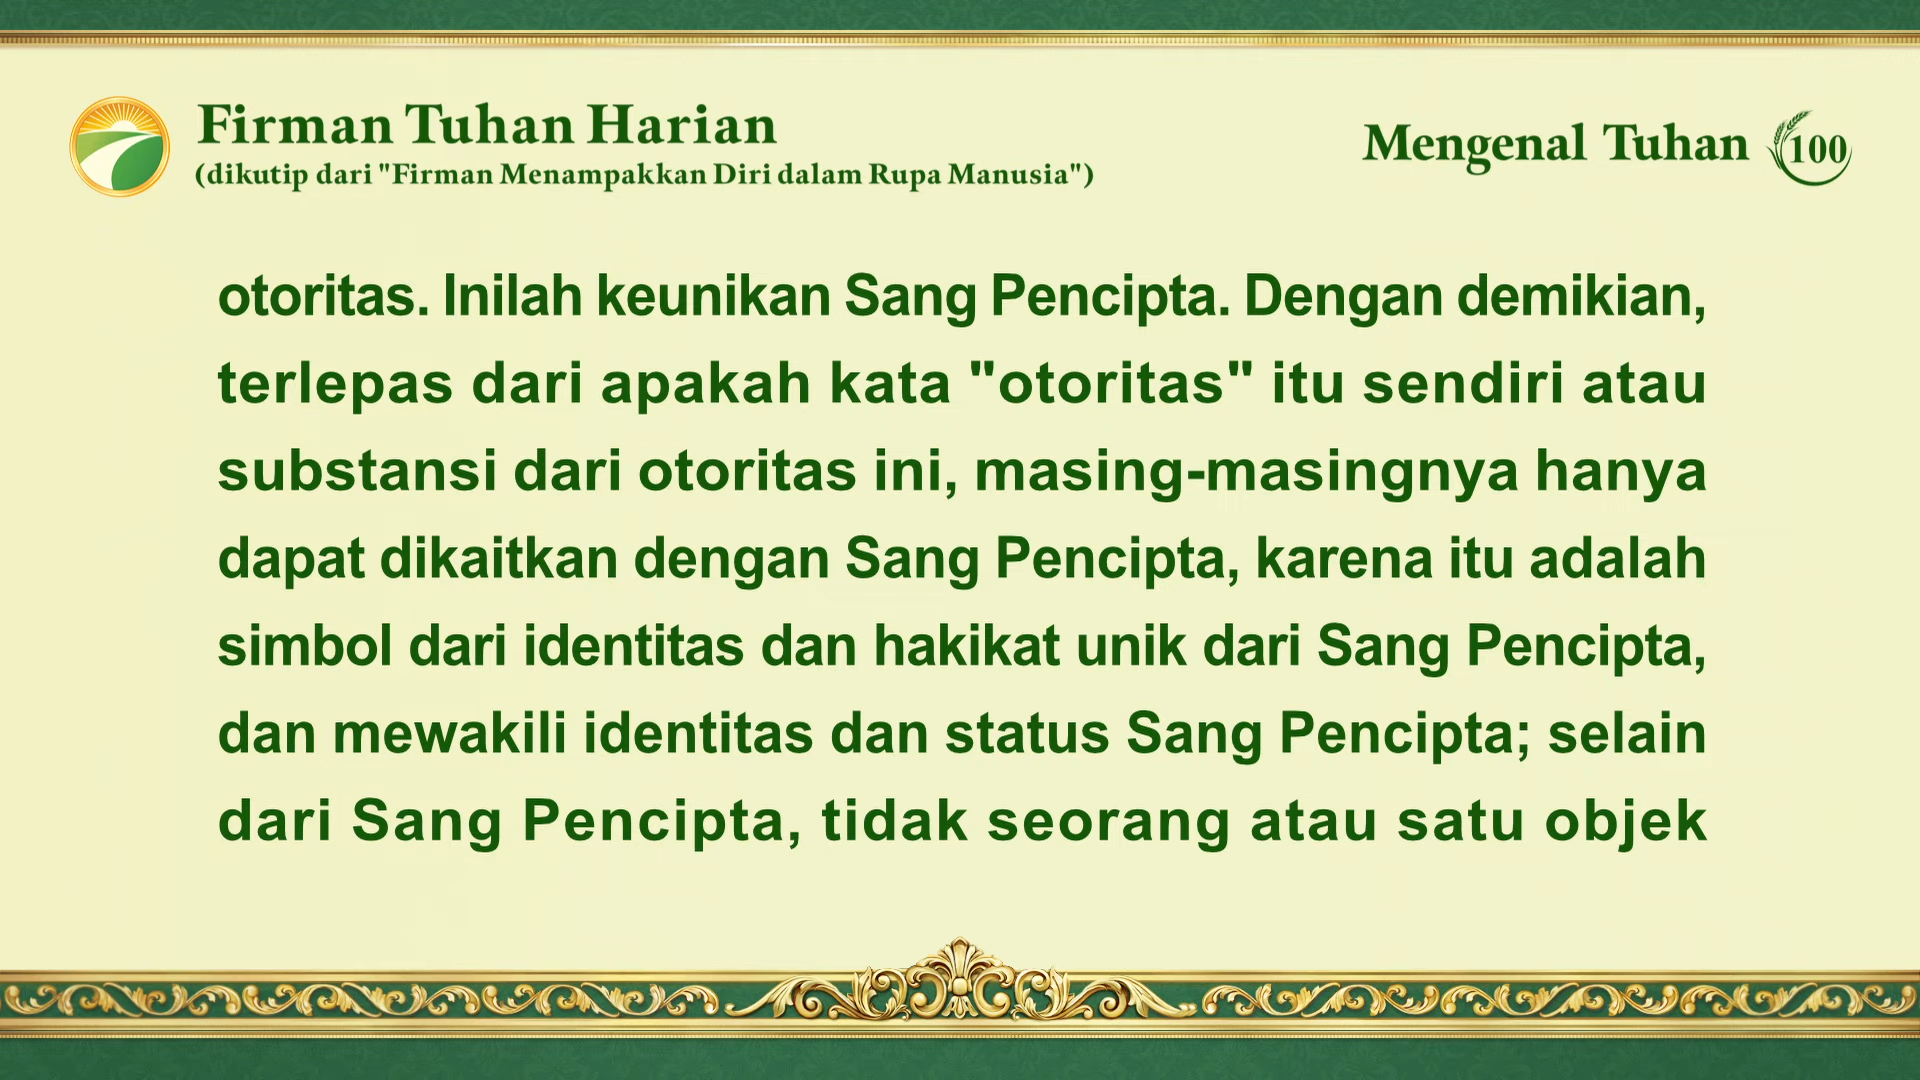 Firman Tuhan Harian
(dikutip dari "Firman Menampakkan Diri dalam Rupa Manusia")
Mengenal Tuhan 100
otoritas. Inilah keunikan Sang Pencipta. Dengan demikian,
terlepas dari apakah kata "otoritas" itu sendiri atau
substansi dari otoritas ini, masing-masingnya hanya
dapat dikaitkan dengan Sang Pencipta, karena itu adalah
simbol dari identitas dan hakikat unik dari Sang Pencipta,
dan mewakili identitas dan status Sang Pencipta; selain
dari Sang Pencipta, tidak seorang atau satu objek